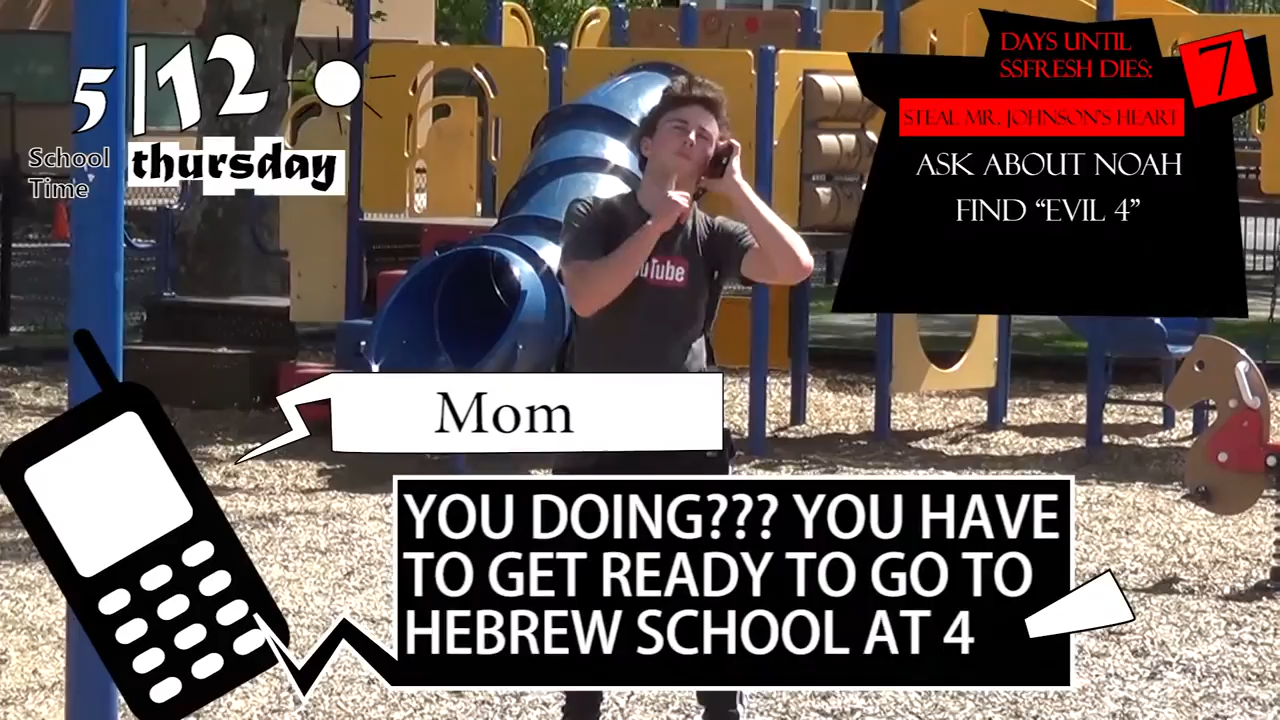 5/12
School
Time
thursday
DAYS UNTIL
SSFRESH DIES:
7
STEAL MR. JOHNSON'S HEART
ASK ABOUT NOAH
FIND “EVIL 4”
uTube
Mom
YOU DOING??? YOU HAVE
TO GET READY TO GO TO
HEBREW SCHOOL AT 4